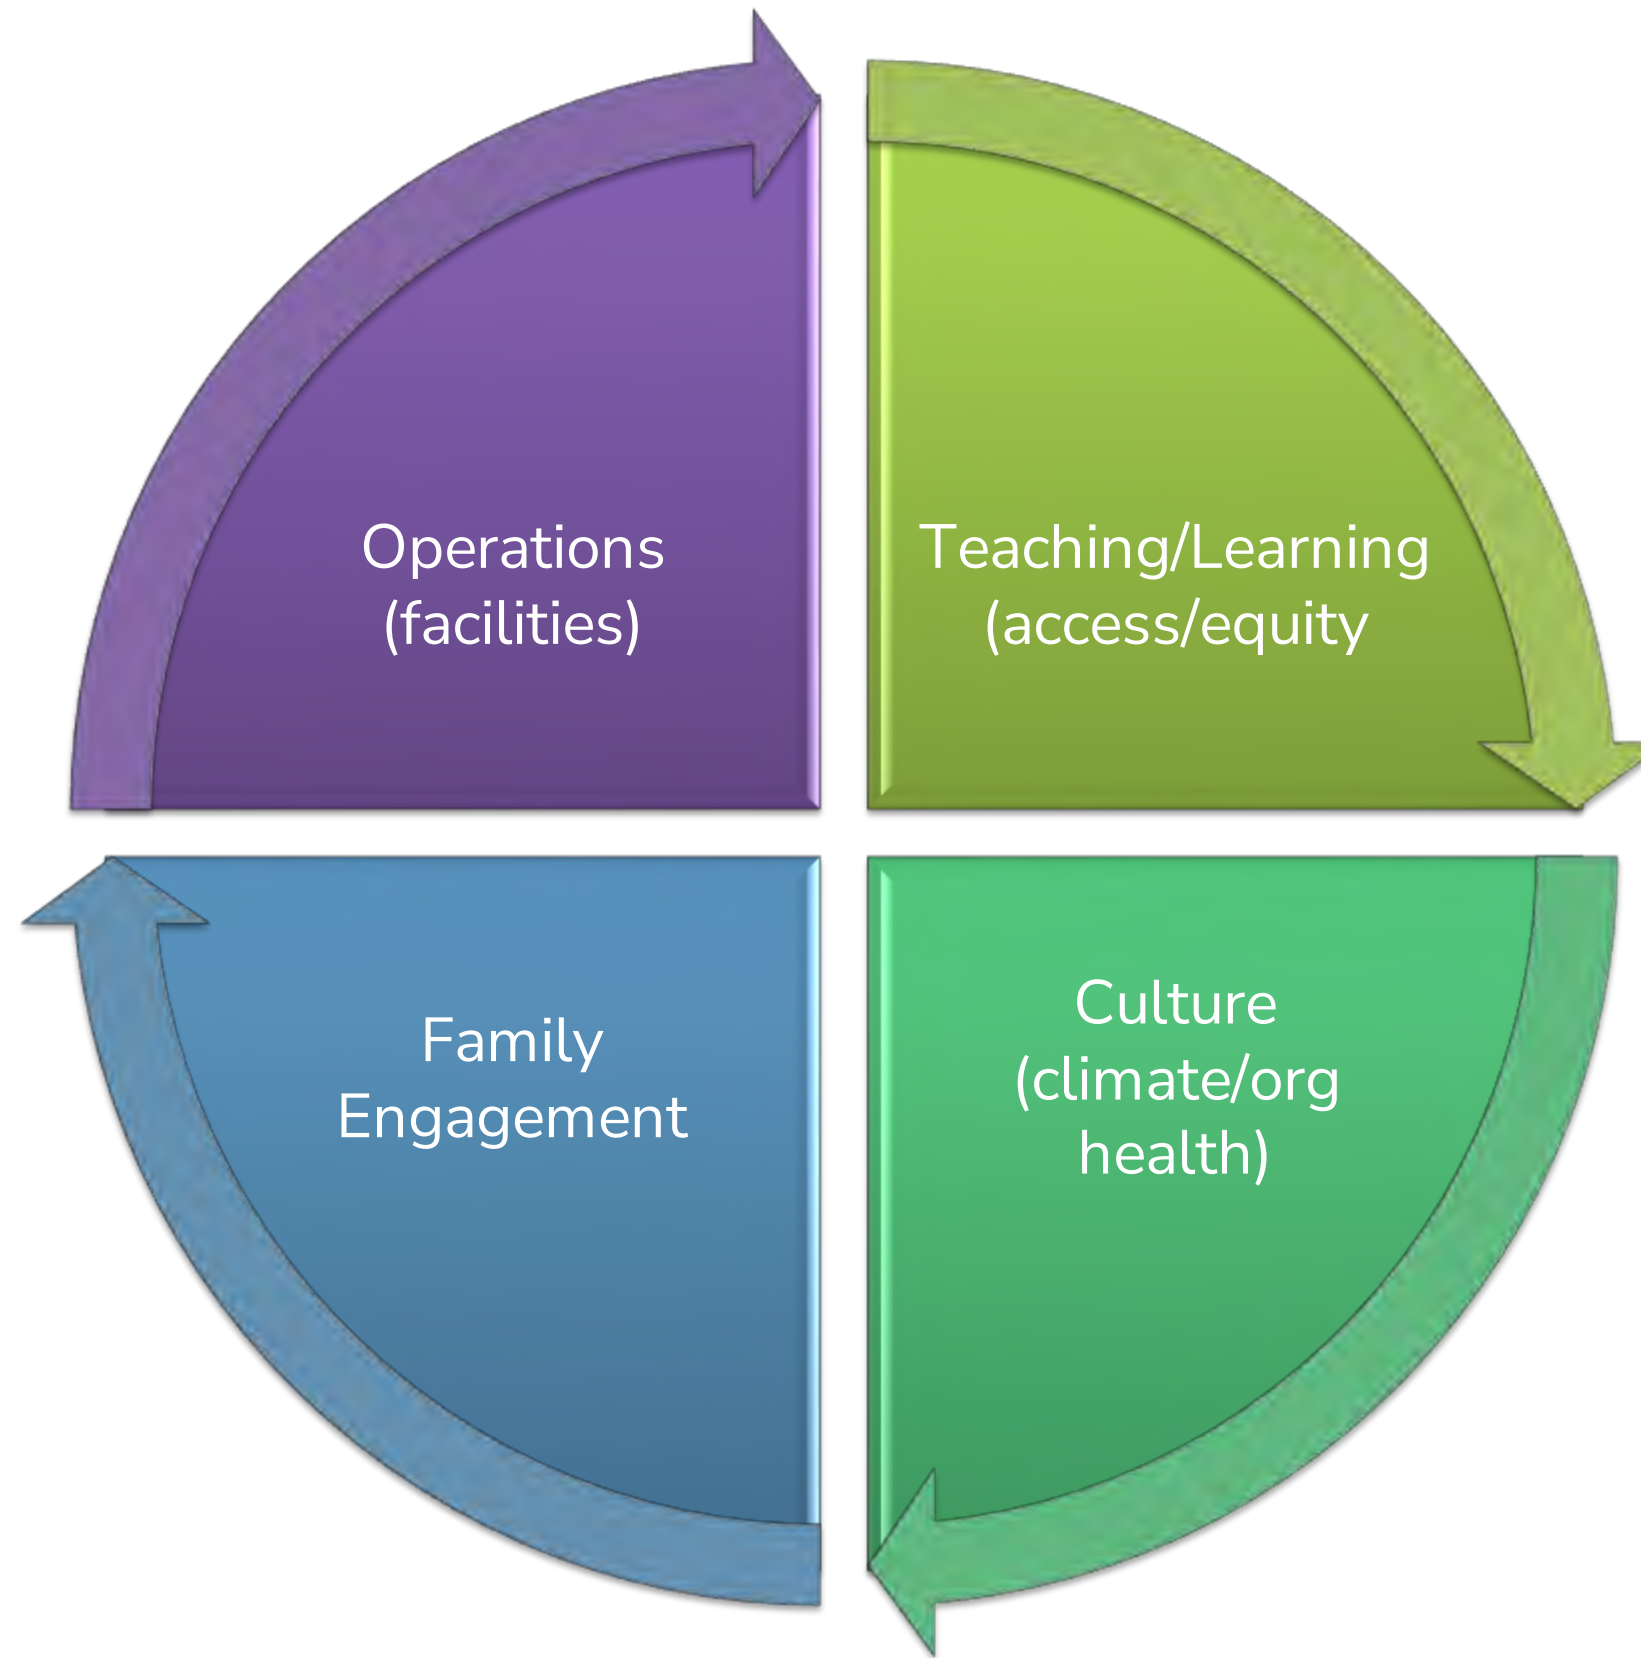 Operations
(facilities)
Teaching/Learning
(access/equity
Family
Engagement
Culture
(climate/org
health)